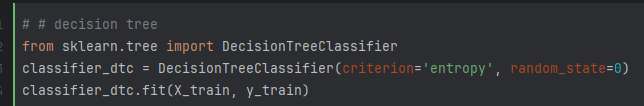 # # decision tree
from sklearn.tree import DecisionTreeClassifier
classifier_dtc = DecisionTreeClassifier(criterion='entropy', random_state=0)
classifier_dtc.fit(X_train, y_train)